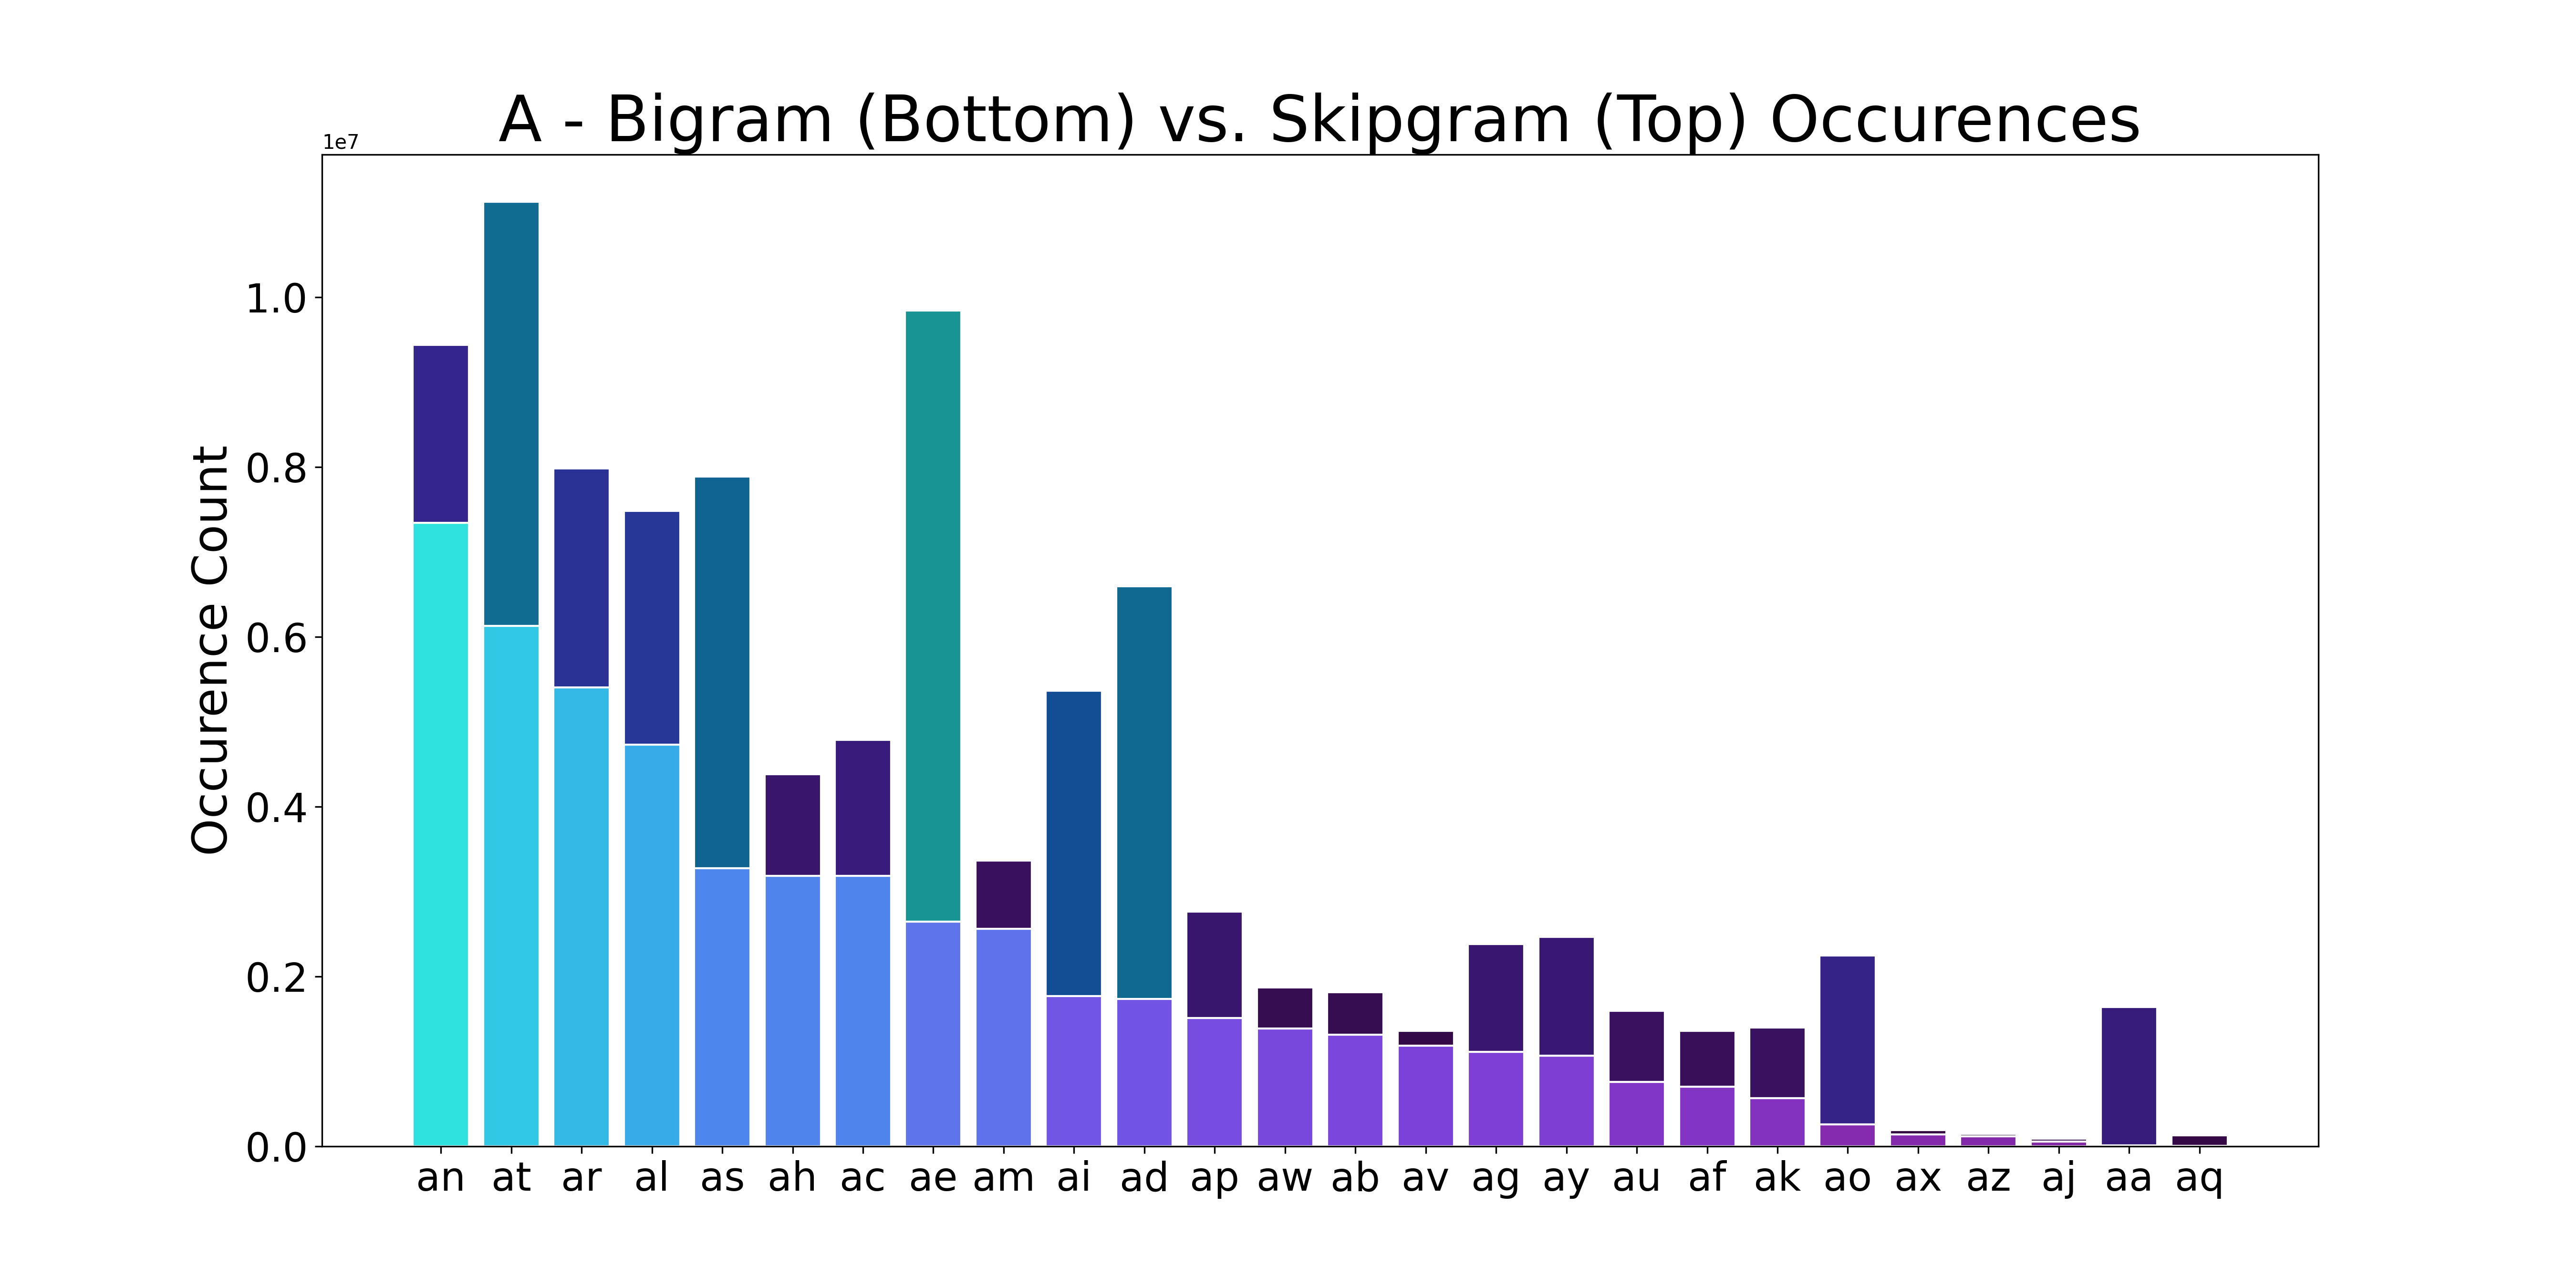 A - Bigram (Bottom) vs. Skipgram (Top) Occurences
1e7
1.0
0.8
0.6
0.4
0.2
0.0
Occurence Count
an at ar al as ah ac ae am ai ad ap aw ab av ag ay au af ak ao ax az aj aa aq